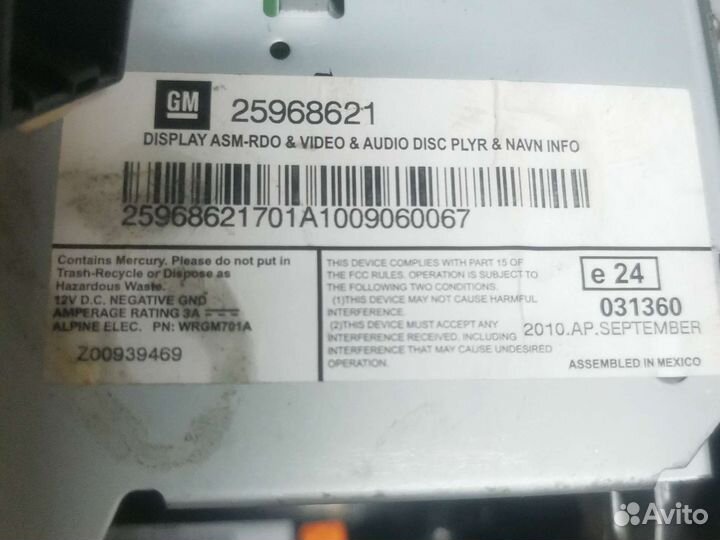 GM 25968621
DISPLAY ASM-RDO & VIDEO & AUDIO DISC PLYR & NAVN INFO
25968621701A1009060067
Contains Mercury. Please do not put in
Trash-Recycle or Dispose as
Hazardous Waste.
12V D.C. NEGATIVE GND
AMPERAGE RATING 3A
ALPINE ELEC. PN: WRGM701A
Z00939469
THIS DEVICE COMPLIES WITH PART 15 OF
THE FCC RULES. OPERATION IS SUBJECT TO
THE FOLLOWING TWO CONDITIONS.
(1)THIS DEVICE MAY NOT CAUSE HARMFUL
INTERFERENCE.
(2)THIS DEVICE MUST ACCEPT ANY
INTERFERENCE RECEIVED, INCLUDING
INTERFERENCE THAT MAY CAUSE UNDESIRED
OPERATION.
e 24
031360
2010.AP.SEPTEMBER
ASSEMBLED IN MEXICO
Avito